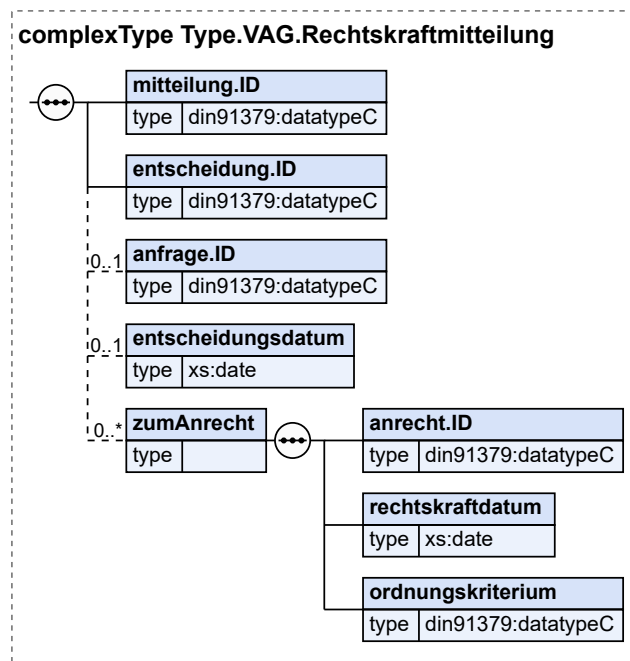 complexType Type.VAG.Rechtskraftmitteilung
mitteilung.ID
type din91379:datatypeC
entscheidung.ID
type din91379:datatypeC
0..1 anfrage.ID
type din91379:datatypeC
0..1 entscheidungsdatum
type xs:date
0..* zumAnrecht
type
anrecht.ID
type din91379:datatypeC
rechtskraftdatum
type xs:date
ordnungskriterium
type din91379:datatypeC